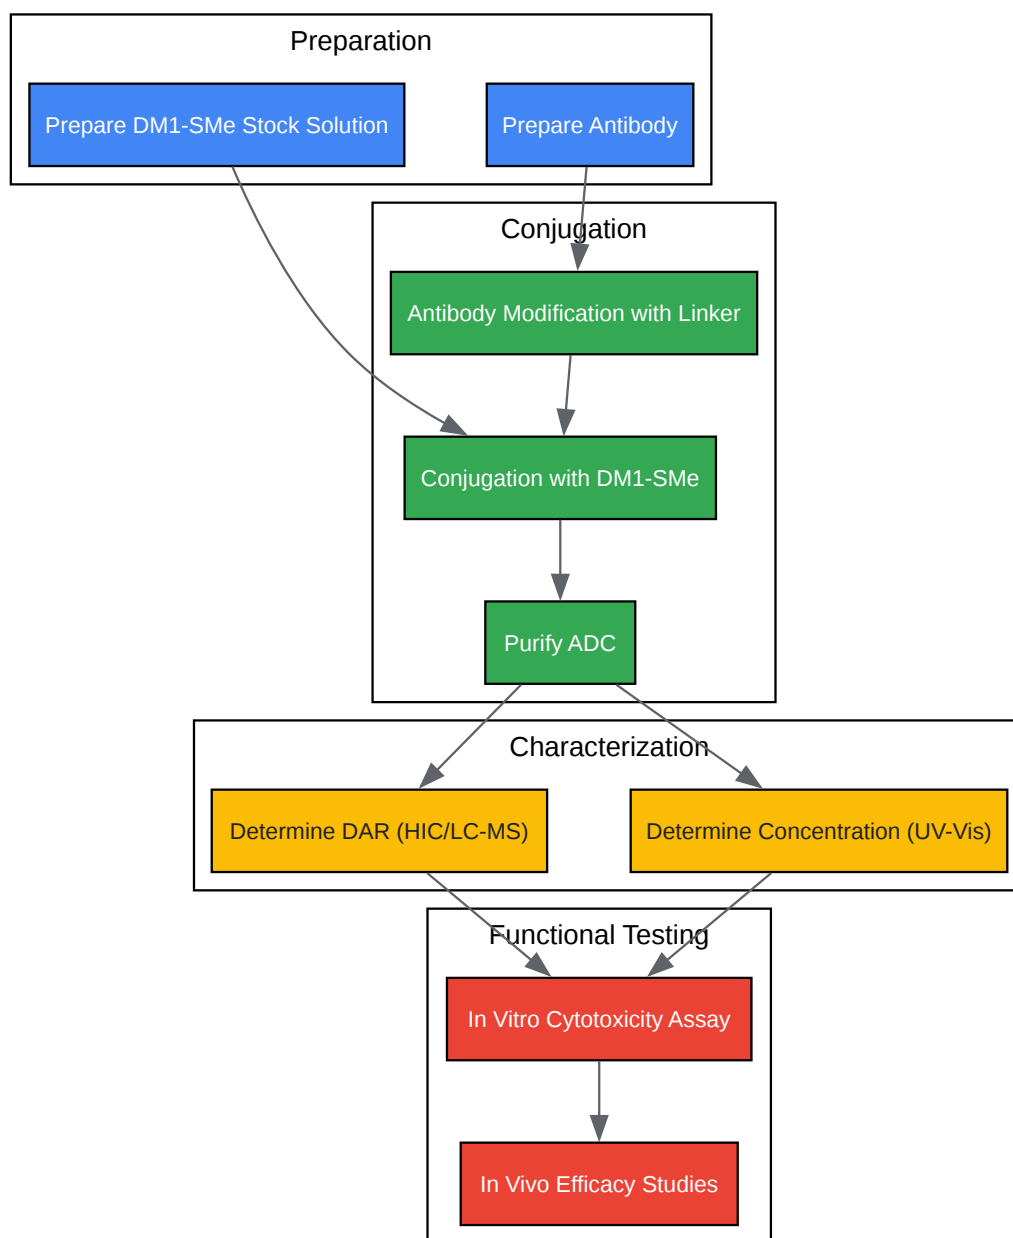 Preparation
Prepare DM1-SMe Stock Solution
Prepare Antibody
Conjugation
Antibody Modification with Linker
Conjugation with DM1-SMe
Purify ADC
Characterization
Determine DAR (HIC/LC-MS)
Determine Concentration (UV-Vis)
Functional Testing
In Vitro Cytotoxicity Assay
In Vivo Efficacy Studies